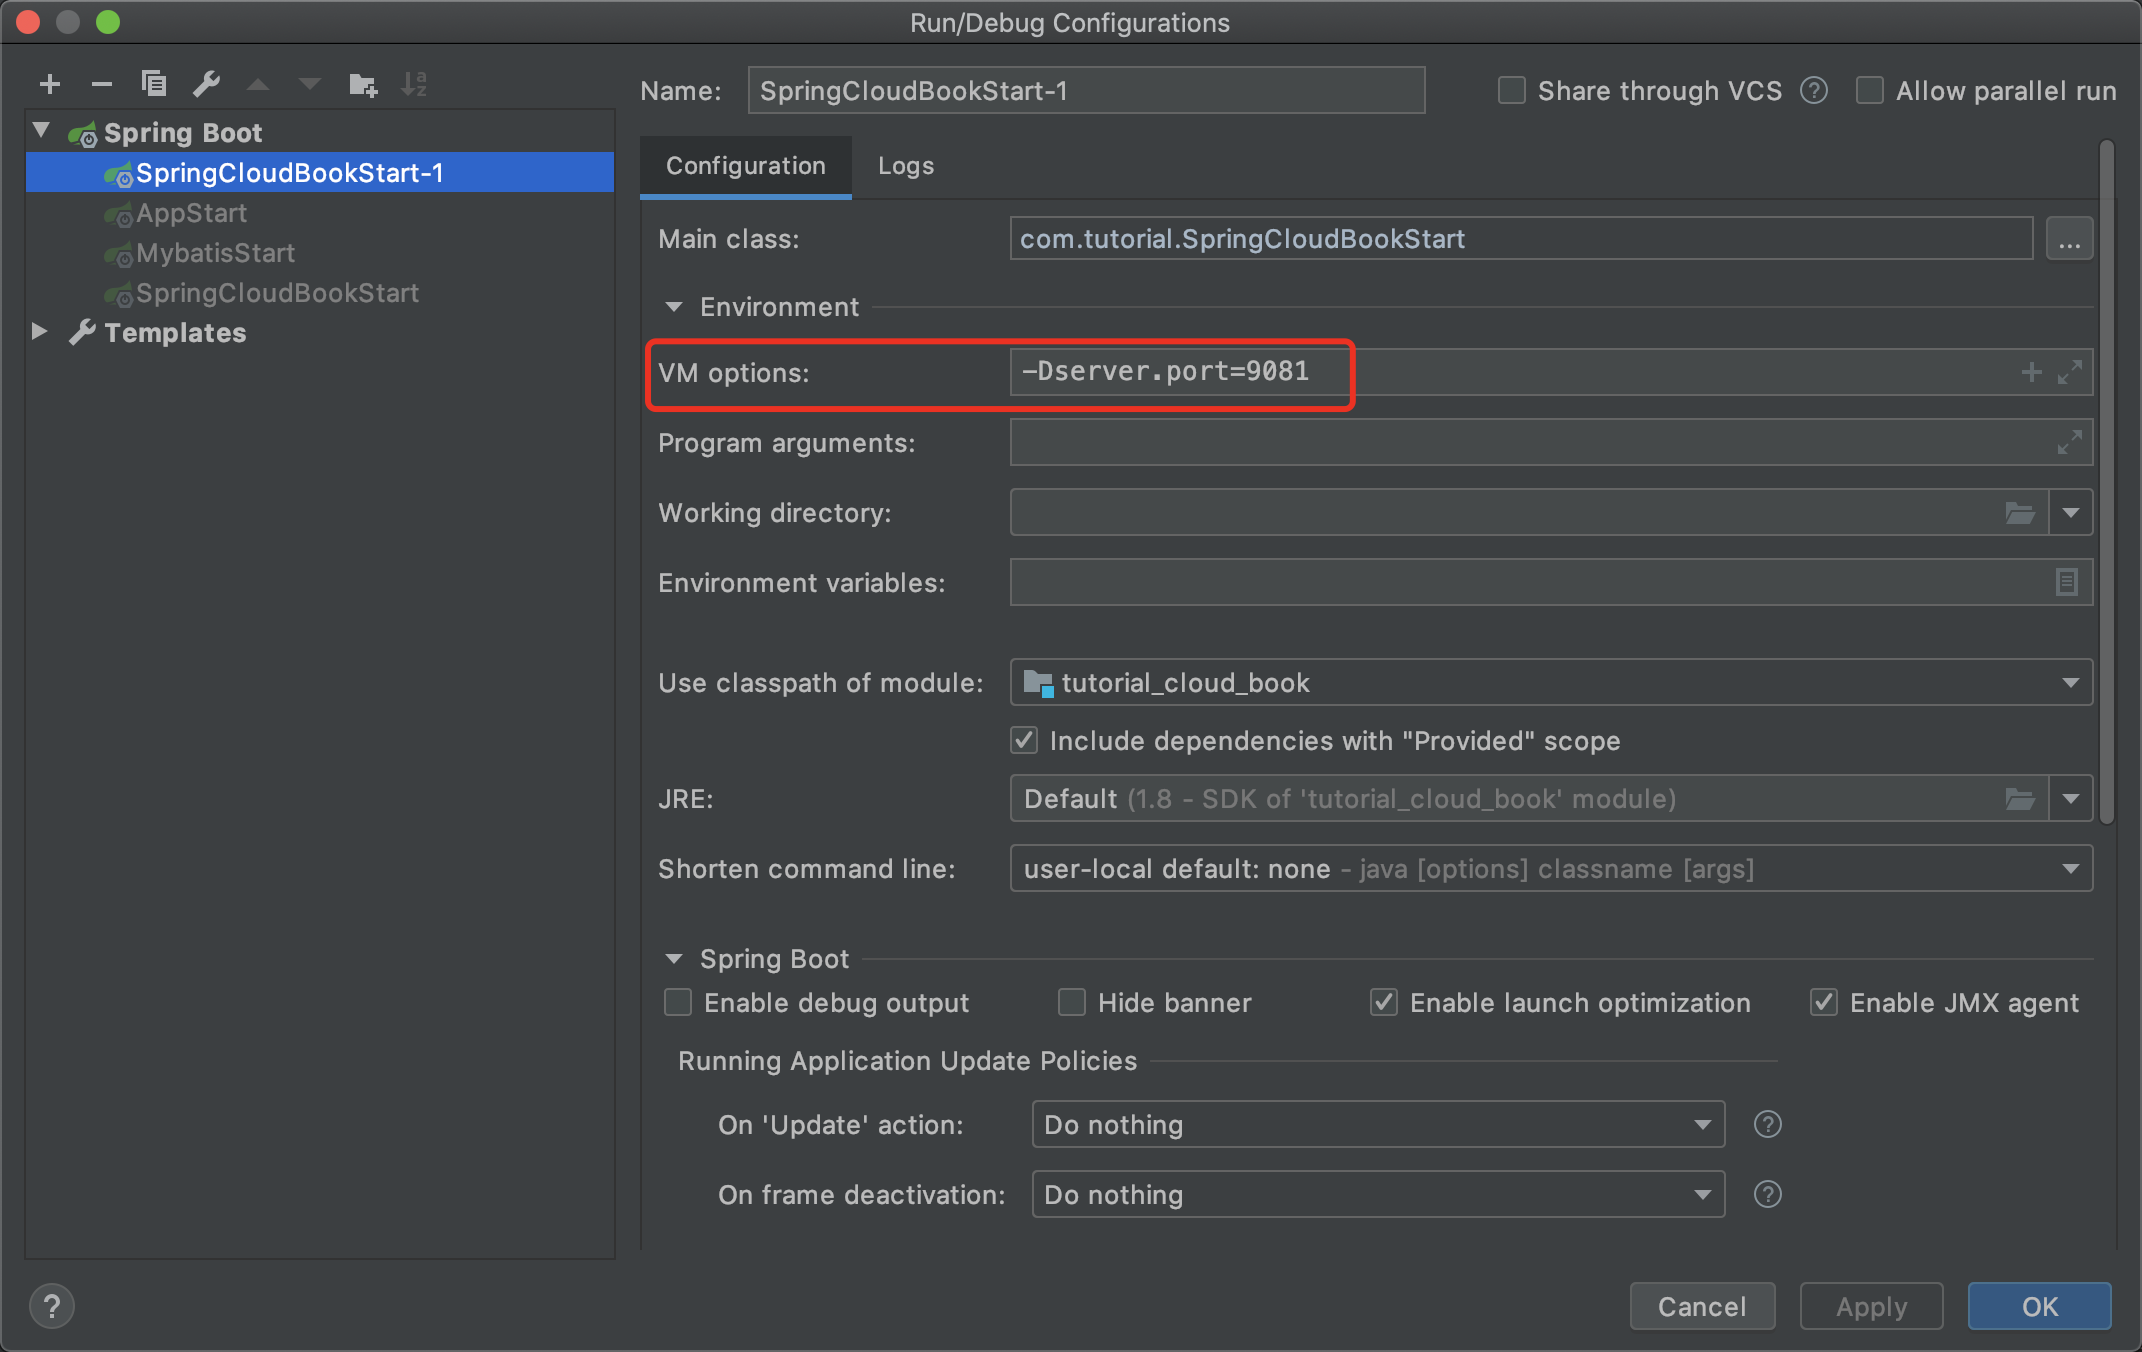 Run/Debug Configurations
Name: SpringCloudBookStart-1 Share through VCS ? Allow parallel run
Spring Boot
SpringCloudBookStart-1
AppStart
MybatisStart
SpringCloudBookStart
Templates
Configuration Logs
Main class: com.tutorial.SpringCloudBookStart ...
Environment
VM options: -Dserver.port=9081
Program arguments:
Working directory:
Environment variables:
Use classpath of module: tutorial_cloud_book
Include dependencies with "Provided" scope
JRE: Default (1.8 - SDK of 'tutorial_cloud_book' module)
Shorten command line: user-local default: none - java [options] classname [args]
Spring Boot
Enable debug output Hide banner Enable launch optimization Enable JMX agent
Running Application Update Policies
On 'Update' action: Do nothing ?
On frame deactivation: Do nothing ?
? Cancel Apply OK